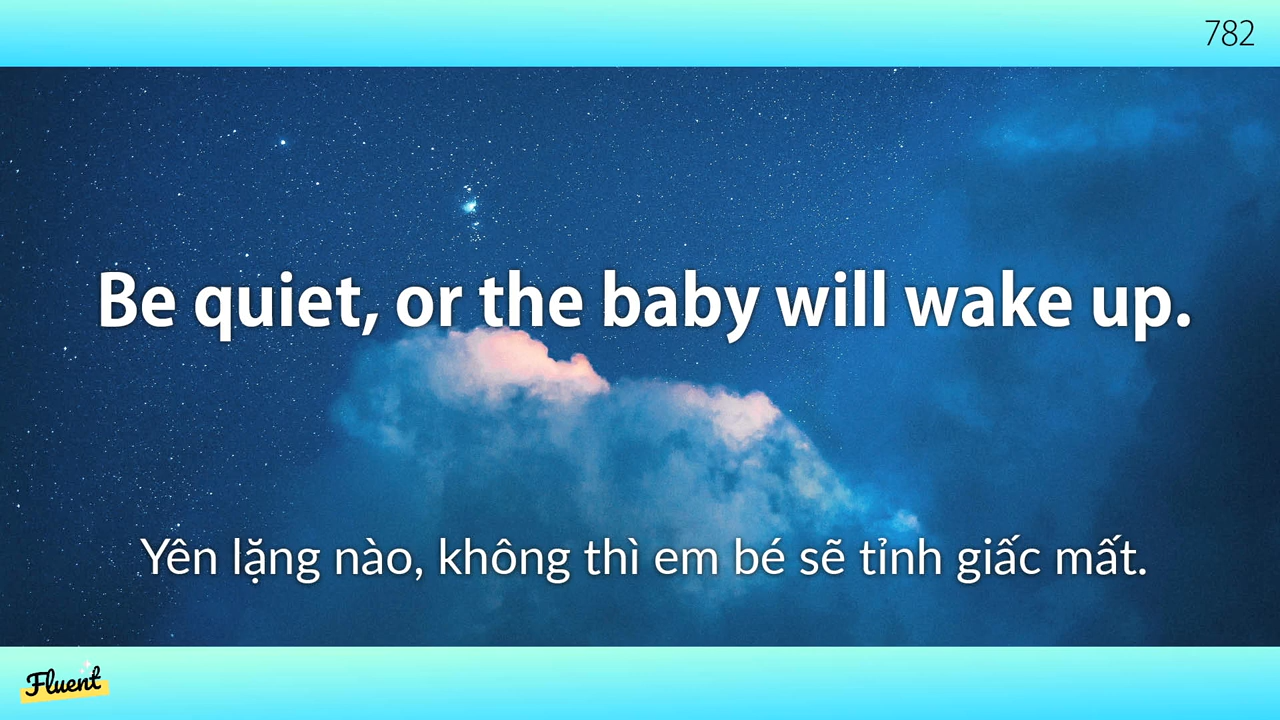 782
Be quiet, or the baby will wake up.
Yên lặng nào, không thì em bé sẽ tỉnh giấc mất.
Fluent